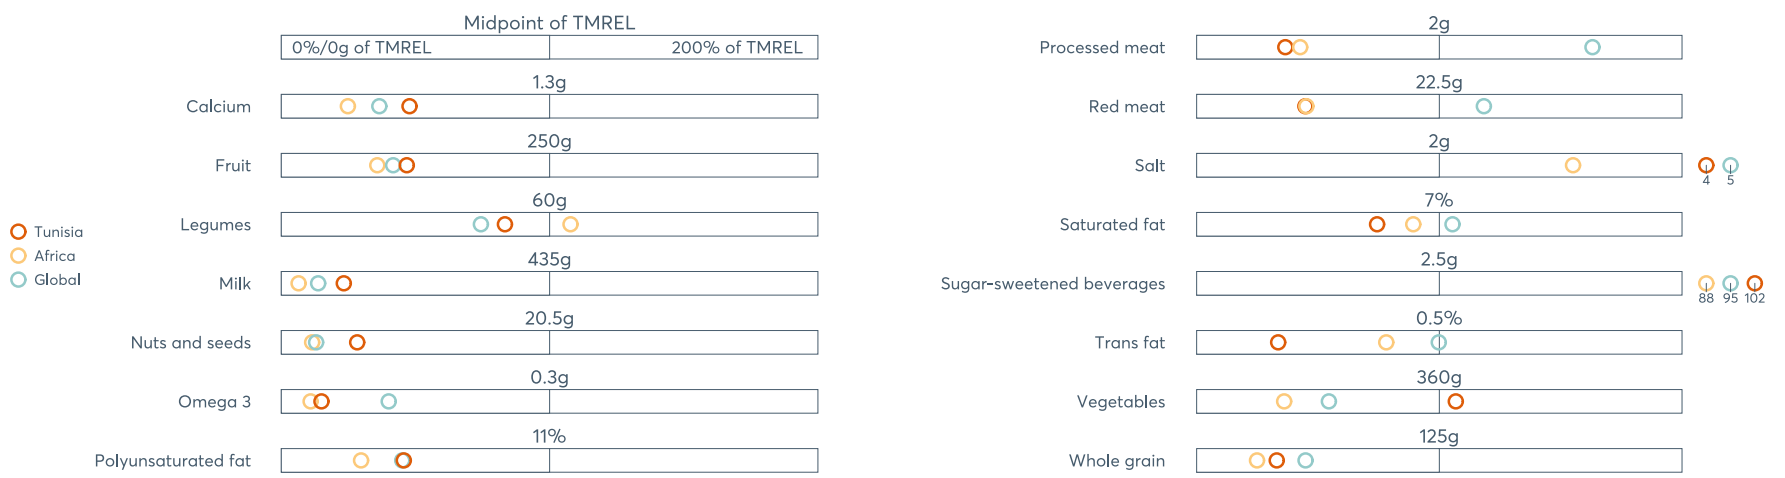 Midpoint of TMREL
0%/0g of TMREL
200% of TMREL
Calcium
1.3g
Fruit
250g
Legumes
60g
Milk
435g
Nuts and seeds
20.5g
Omega 3
0.3g
Polyunsaturated fat
11%
Tunisia
Africa
Global
Processed meat
2g
Red meat
22.5g
Salt
2g
4 5
Saturated fat
7%
Sugar-sweetened beverages
2.5g
88 95 102
Trans fat
0.5%
Vegetables
360g
Whole grain
125g